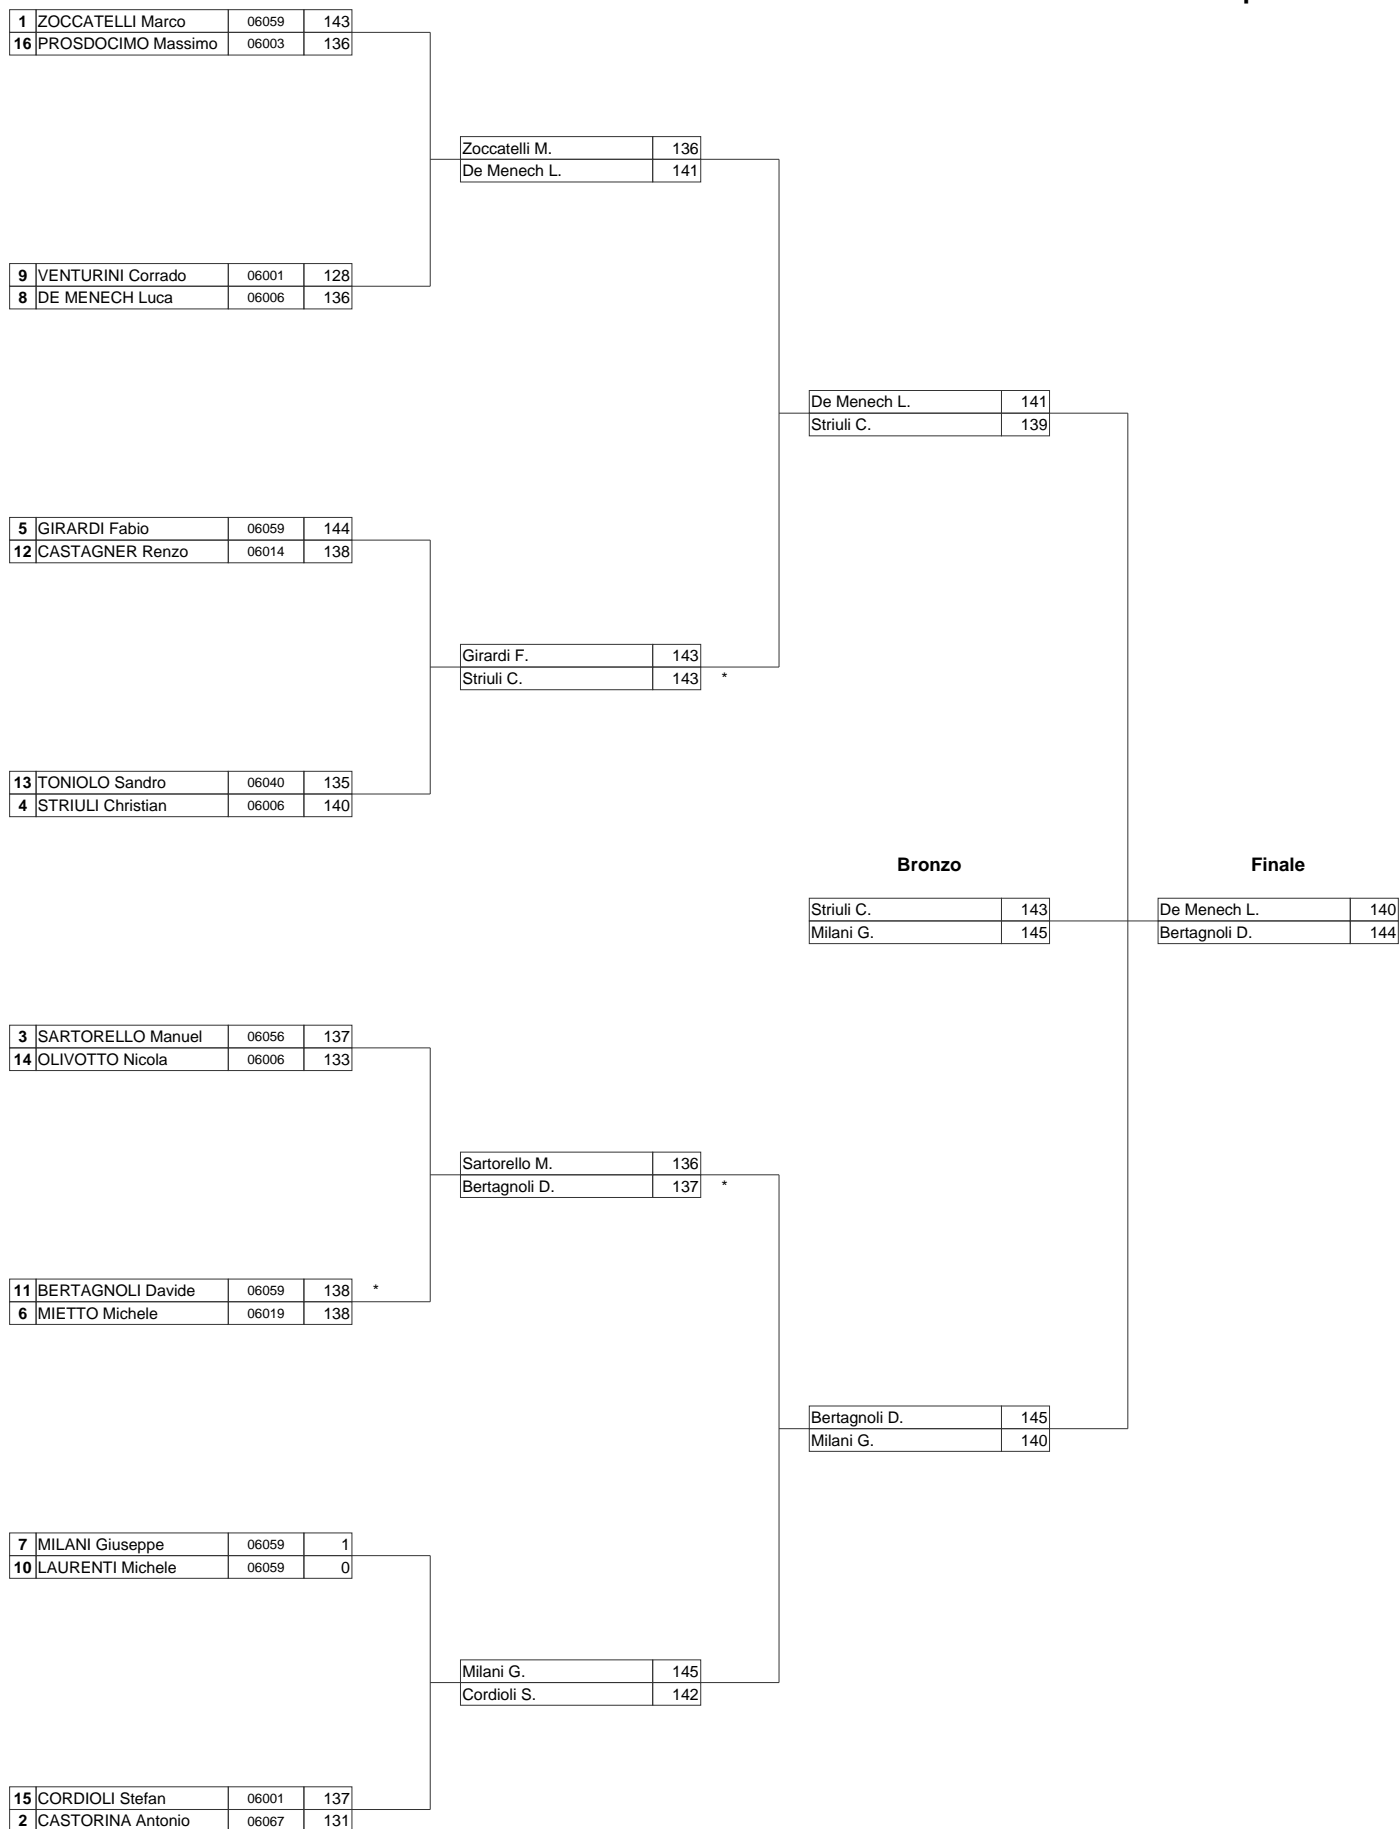 1 ZOCCATELLI Marco 06059 143
16 PROSDOCIMO Massimo 06003 136
Zoccatelli M. 136
De Menech L. 141
9 VENTURINI Corrado 06001 128
8 DE MENECH Luca 06006 136
De Menech L. 141
Striuli C. 139
5 GIRARDI Fabio 06059 144
12 CASTAGNER Renzo 06014 138
Girardi F. 143
Striuli C. 143 *
13 TONIOLO Sandro 06040 135
4 STRIULI Christian 06006 140
Bronzo Finale
Striuli C. 143 De Menech L. 140
Milani G. 145 Bertagnoli D. 144
3 SARTORELLO Manuel 06056 137
14 OLIVOTTO Nicola 06006 133
Sartorello M. 136
Bertagnoli D. 137 *
11 BERTAGNOLI Davide 06059 138 *
6 MIETTO Michele 06019 138
Bertagnoli D. 145
Milani G. 140
7 MILANI Giuseppe 06059 1
10 LAURENTI Michele 06059 0
Milani G. 145
Cordioli S. 142
15 CORDIOLI Stefan 06001 137
2 CASTORINA Antonio 06067 131